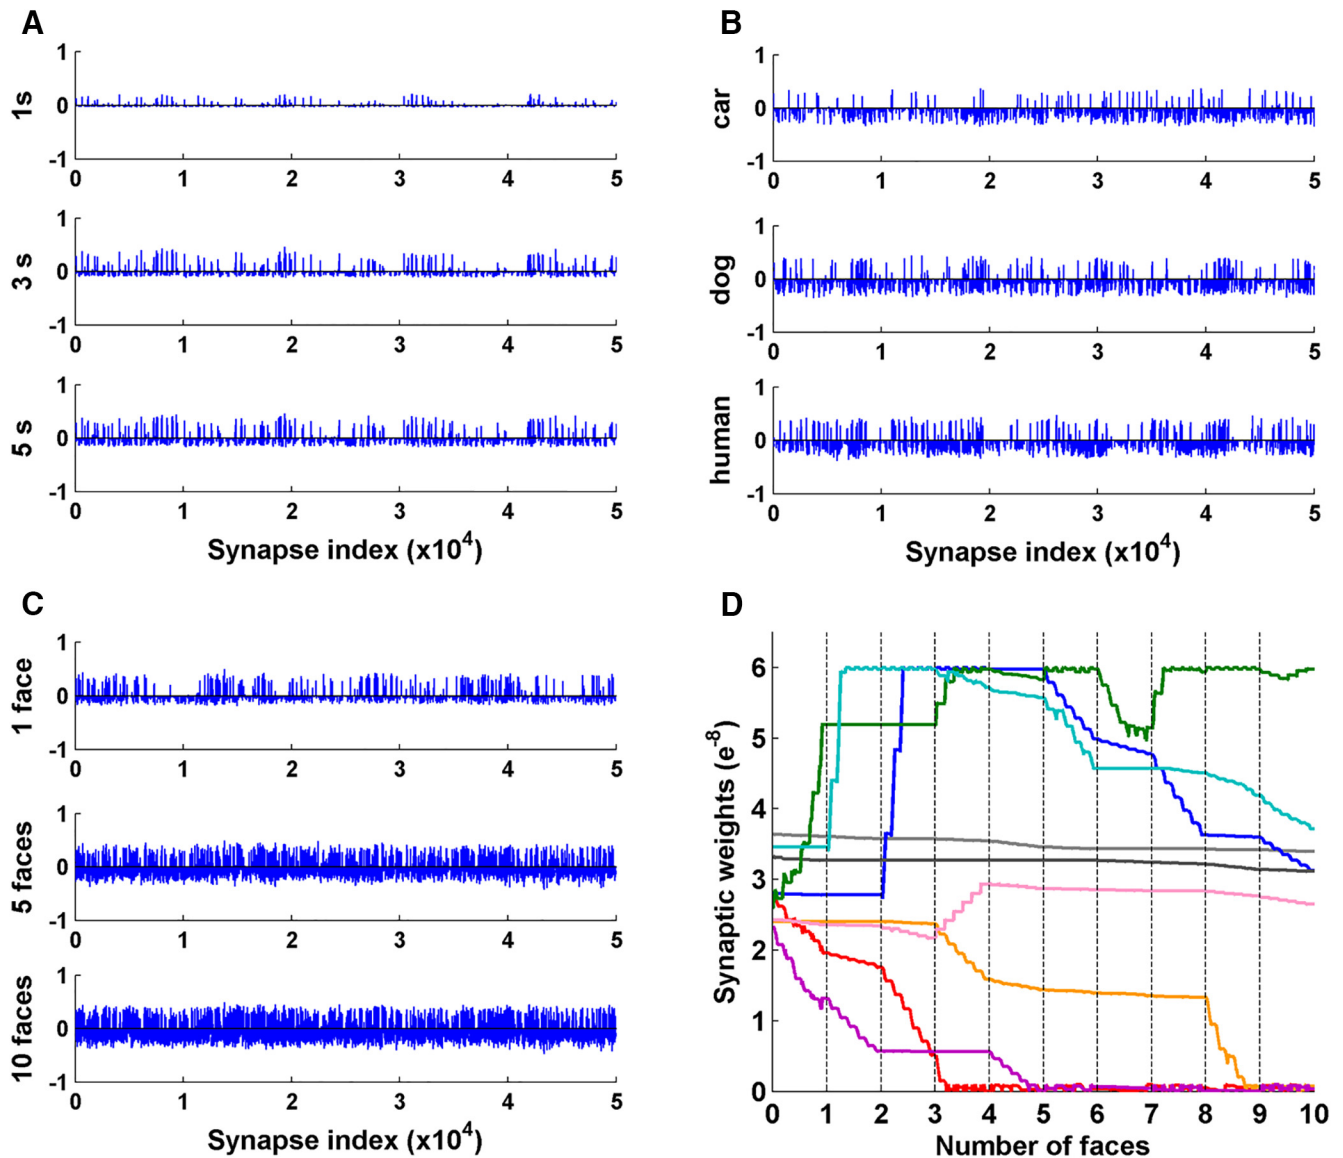 A
1s
1
0
-1
0 1 2 3 4 5
3 s
1
0
-1
0 1 2 3 4 5
5 s
1
0
-1
0 1 2 3 4 5
Synapse index (x10⁴)
B
car
1
0
-1
0 1 2 3 4 5
dog
1
0
-1
0 1 2 3 4 5
human
1
0
-1
0 1 2 3 4 5
Synapse index (x10⁴)
C
1 face
1
0
-1
0 1 2 3 4 5
5 faces
1
0
-1
0 1 2 3 4 5
10 faces
1
0
-1
0 1 2 3 4 5
Synapse index (x10⁴)
D
Synaptic weights (e⁻⁸)
6
5
4
3
2
1
0
0 1 2 3 4 5 6 7 8 9 10
Number of faces